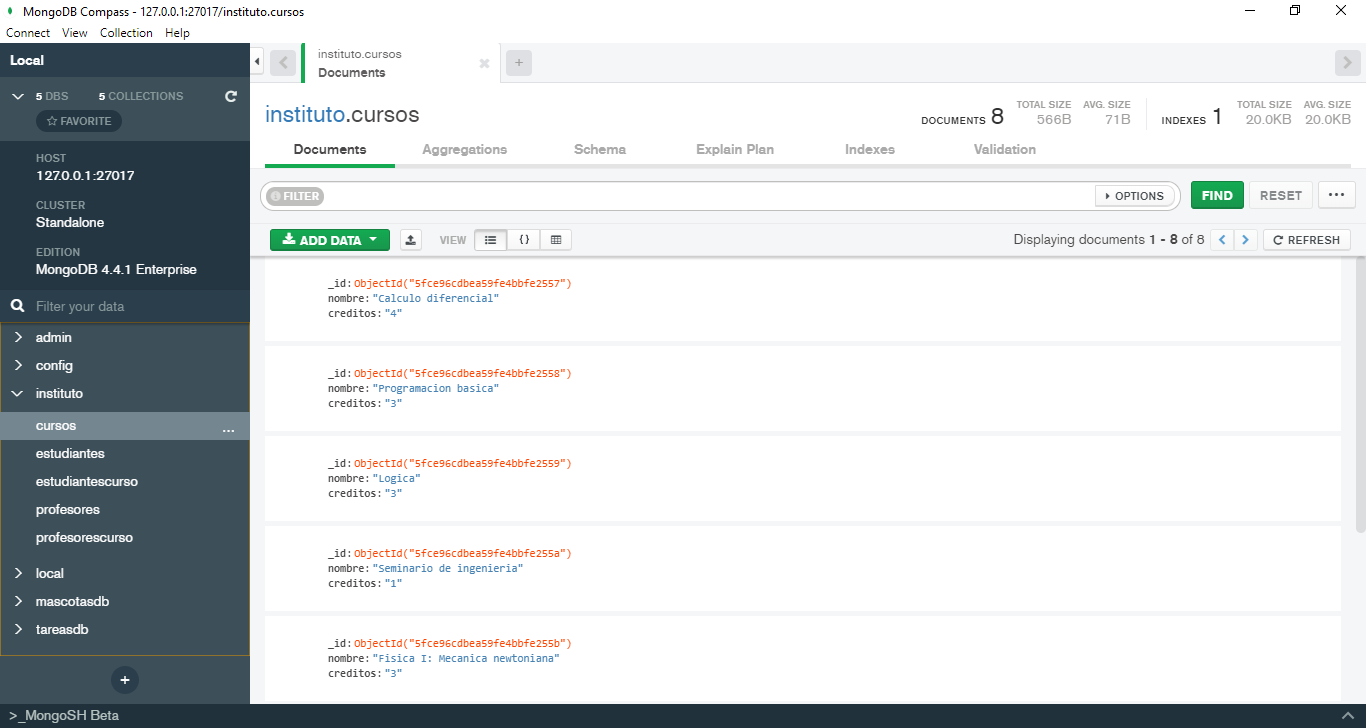 MongoDB Compass - 127.0.0.1:27017/instituto.cursos
Connect View Collection Help
Local
5 DBS 5 COLLECTIONS
FAVORITE
HOST
127.0.0.1:27017
CLUSTER
Standalone
EDITION
MongoDB 4.4.1 Enterprise
Filter your data
admin
config
instituto
cursos ...
estudiantes
estudiantescurso
profesores
profesorescurso
local
mascotasdb
tareasdb
+
instituto.cursos
Documents
+
instituto.cursos
DOCUMENTS 8 TOTAL SIZE 566B AVG. SIZE 71B INDEXES 1 TOTAL SIZE 20.0KB AVG. SIZE 20.0KB
Documents Aggregations Schema Explain Plan Indexes Validation
FILTER OPTIONS FIND RESET ...
ADD DATA VIEW {} Displaying documents 1 - 8 of 8 < > REFRESH
_id:ObjectId("5fce96cdbea59fe4bbfe2557")
nombre:"Calculo diferencial"
creditos:"4"
_id:ObjectId("5fce96cdbea59fe4bbfe2558")
nombre:"Programacion basica"
creditos:"3"
_id:ObjectId("5fce96cdbea59fe4bbfe2559")
nombre:"Logica"
creditos:"3"
_id:ObjectId("5fce96cdbea59fe4bbfe255a")
nombre:"Seminario de ingenieria"
creditos:"1"
_id:ObjectId("5fce96cdbea59fe4bbfe255b")
nombre:"Fisica I: Mecanica newtoniana"
creditos:"3"
>_MongoSH Beta